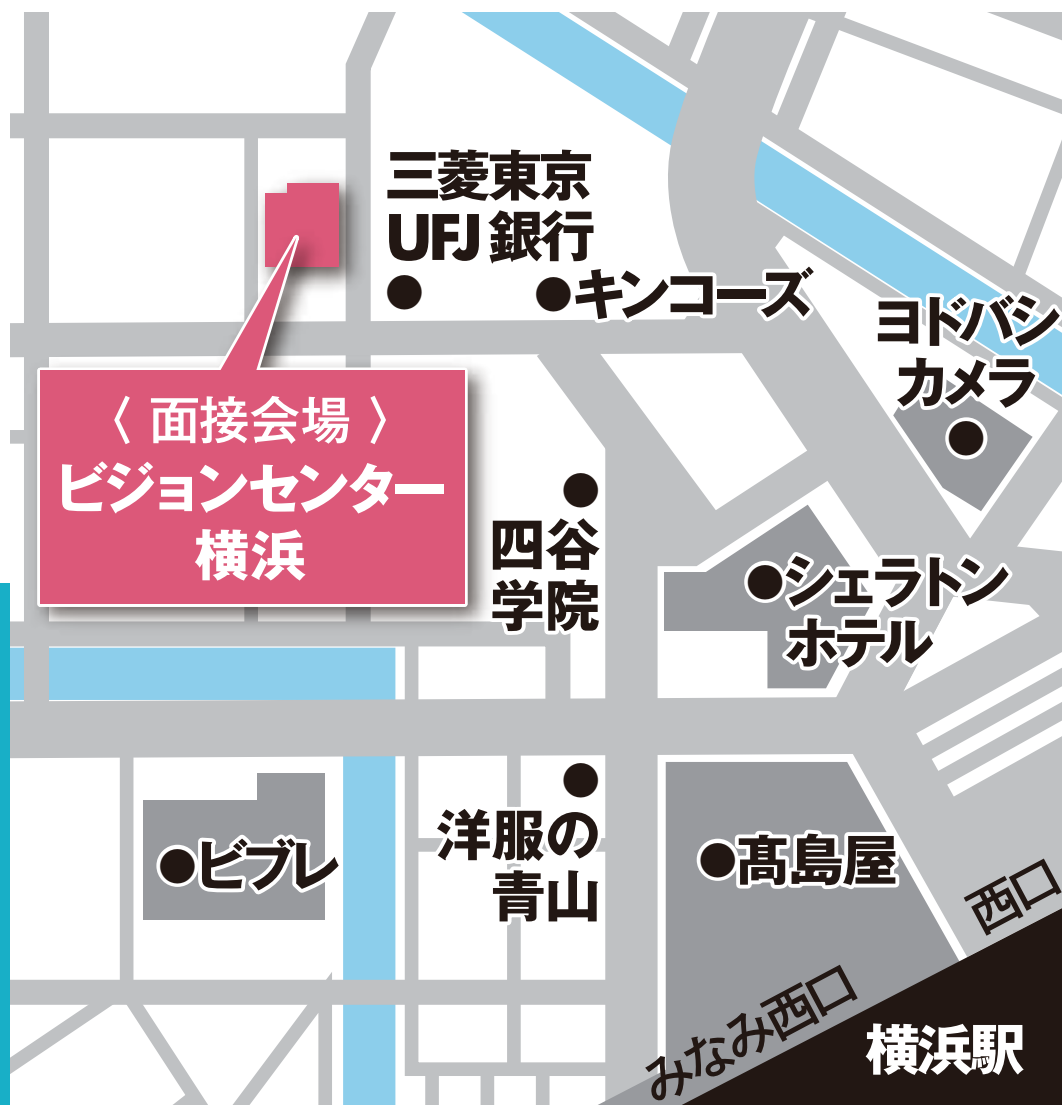 三菱東京
UFJ 銀行
キンコーズ
ヨドバシ
カメラ
〈 面接会場 〉
ビジョンセンター
横浜
四谷
学院
シェラトン
ホテル
洋服の
青山
ビブレ
髙島屋
西口
みなみ西口
横浜駅